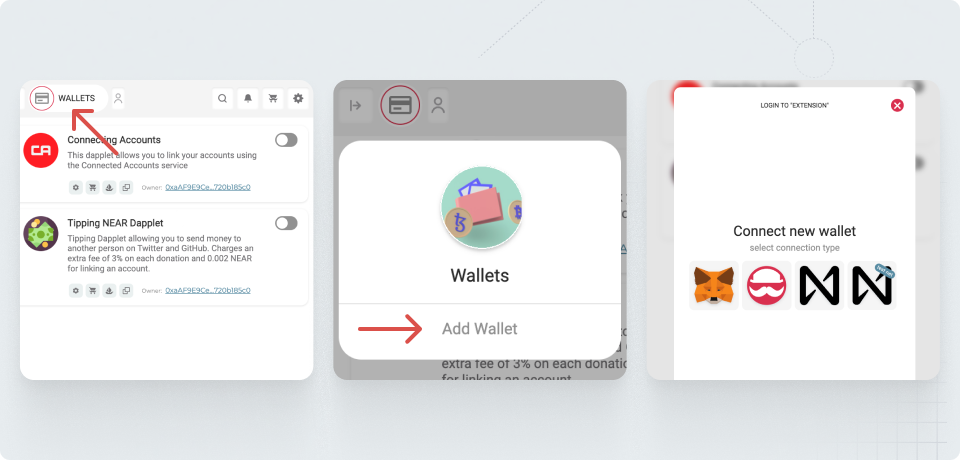 WALLETS
Connecting Accounts
This dapplet allows you to link your accounts using
the Connected Accounts service
Owner: 0xaAF9E9Ce...720b185c0
Tipping NEAR Dapplet
Tipping Dapplet allowing you to send money to
another person on Twitter and GitHub. Charges an
extra fee of 3% on each donation and 0.002 NEAR
for linking an account.
Owner: 0xaAF9E9Ce...720b185c0
Wallets
Add Wallet
extra fee of 3% on each donatio
for linking an account
LOGIN TO "EXTENSION"
Connect new wallet
select connection type